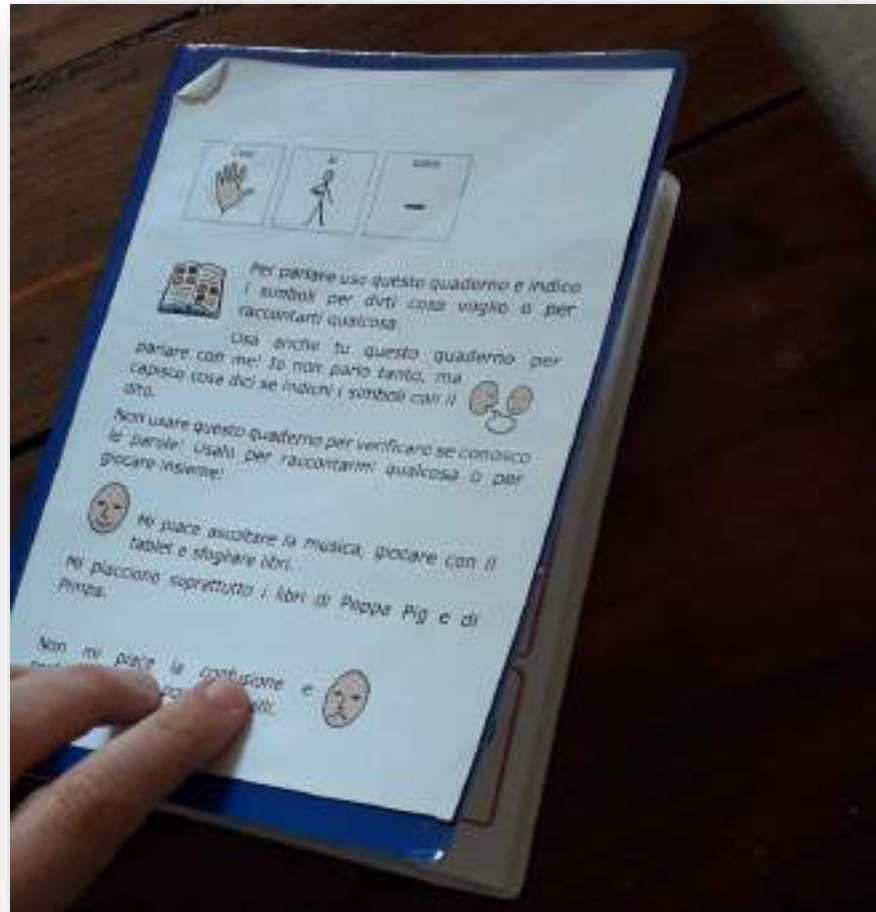 Ciao io sono
Per parlare uso questo quaderno e indico
i simboli per dirti cosa voglio o per
raccontarti qualcosa.
Usa anche tu questo quaderno per
parlare con me! Io non parlo tanto, ma
capisco cosa dici se indichi i simboli con il
dito.
Non usare questo quaderno per verificare se conosco
le parole! Usalo per raccontarmi qualcosa o per
giocare insieme!
Mi piace ascoltare la musica, giocare con il
tablet e sfogliare libri.
Mi piacciono soprattutto i libri di Peppa Pig e di
Pimpa.
Non mi piace la confusione e